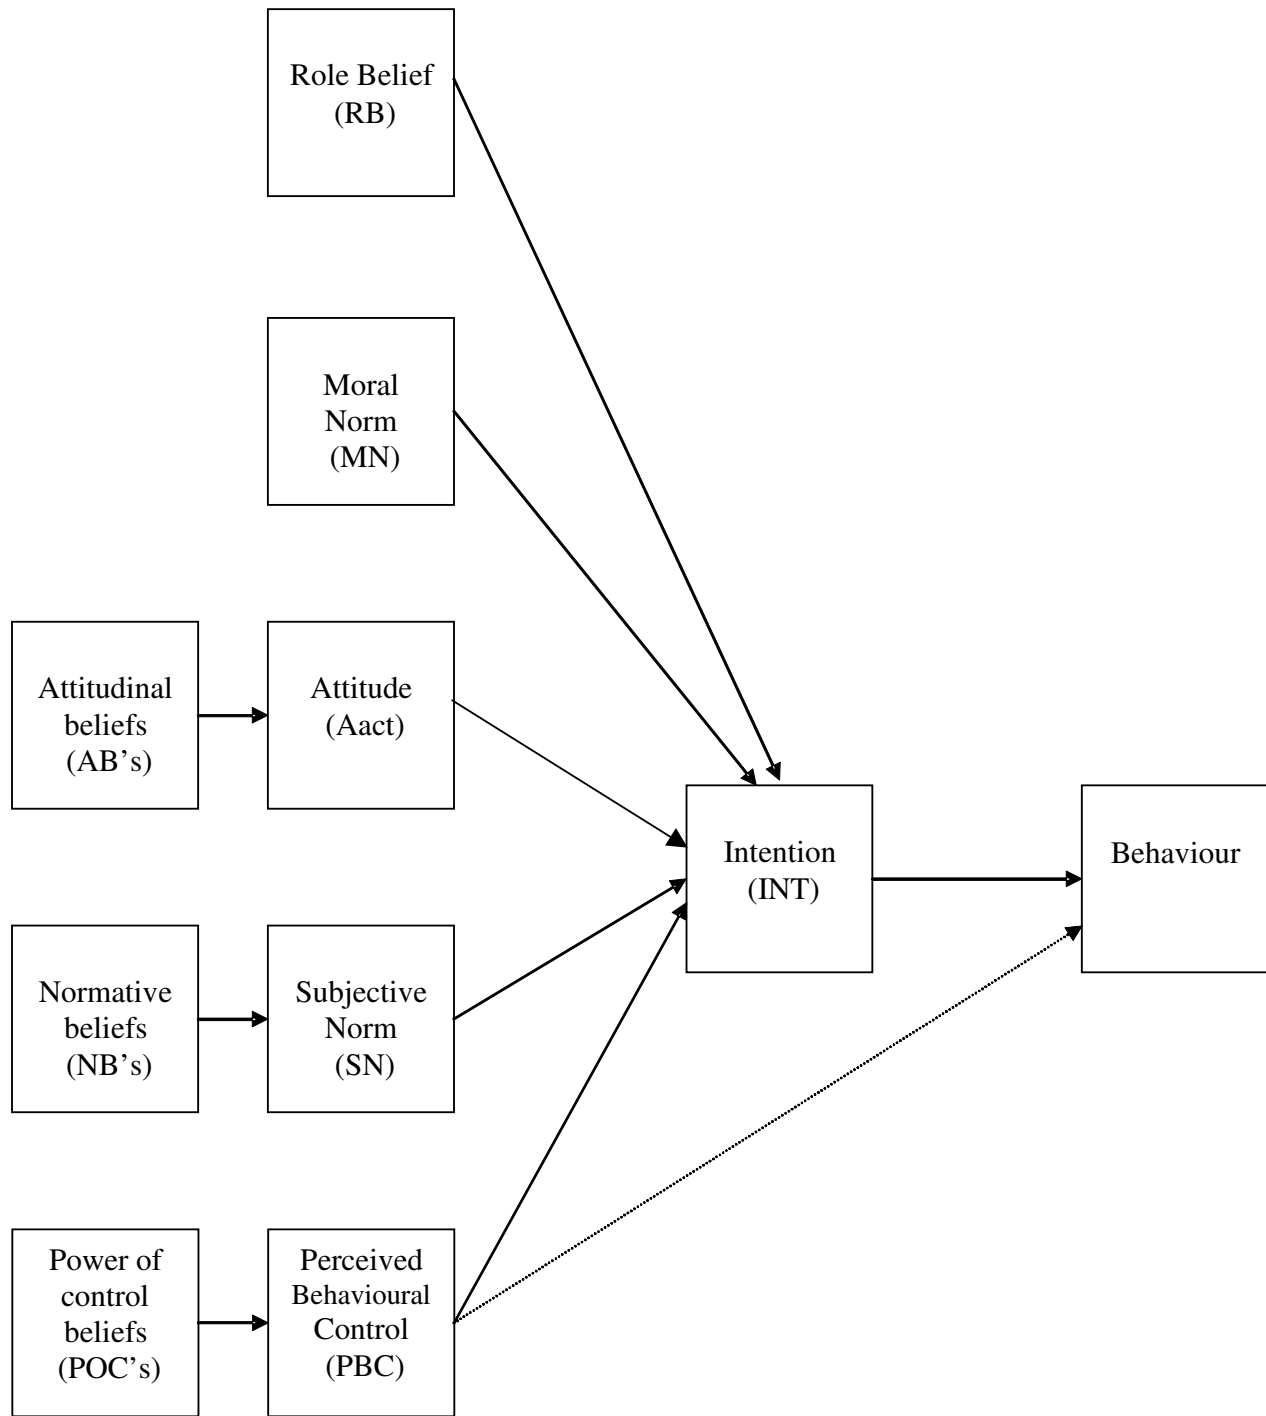 Role Belief
(RB)
Moral
Norm
(MN)
Attitudinal
beliefs
(AB’s)
Attitude
(Aact)
Intention
(INT)
Behaviour
Normative
beliefs
(NB’s)
Subjective
Norm
(SN)
Power of
control
beliefs
(POC’s)
Perceived
Behavioural
Control
(PBC)